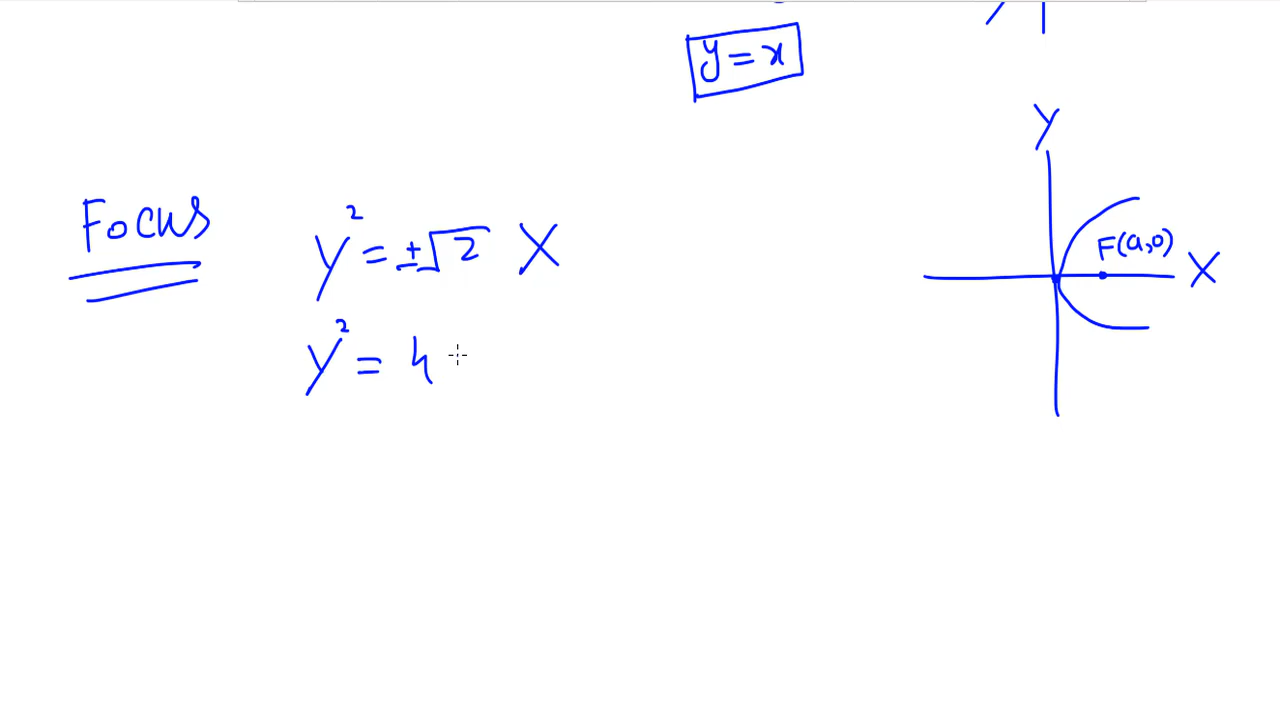 y = x
Y
Focus
Y² = ±√2 X
F(a,0)
X
Y² = 4